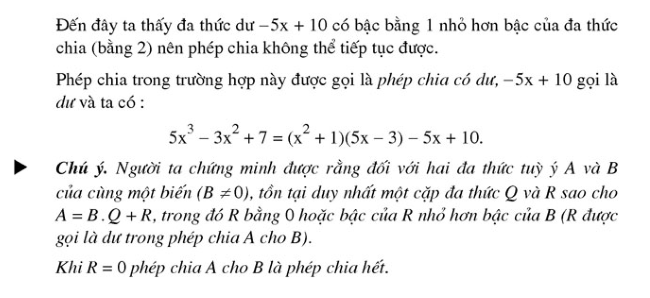 Đến đây ta thấy đa thức dư −5x + 10 có bậc bằng 1 nhỏ hơn bậc của đa thức
chia (bằng 2) nên phép chia không thể tiếp tục được.
Phép chia trong trường hợp này được gọi là phép chia có dư, −5x + 10 gọi là
dư và ta có :
5x³ − 3x² + 7 = (x² + 1)(5x − 3) − 5x + 10.
► Chú ý. Người ta chứng minh được rằng đối với hai đa thức tuỳ ý A và B
của cùng một biến (B ≠ 0), tồn tại duy nhất một cặp đa thức Q và R sao cho
A = B . Q + R, trong đó R bằng 0 hoặc bậc của R nhỏ hơn bậc của B (R được
gọi là dư trong phép chia A cho B).
Khi R = 0 phép chia A cho B là phép chia hết.